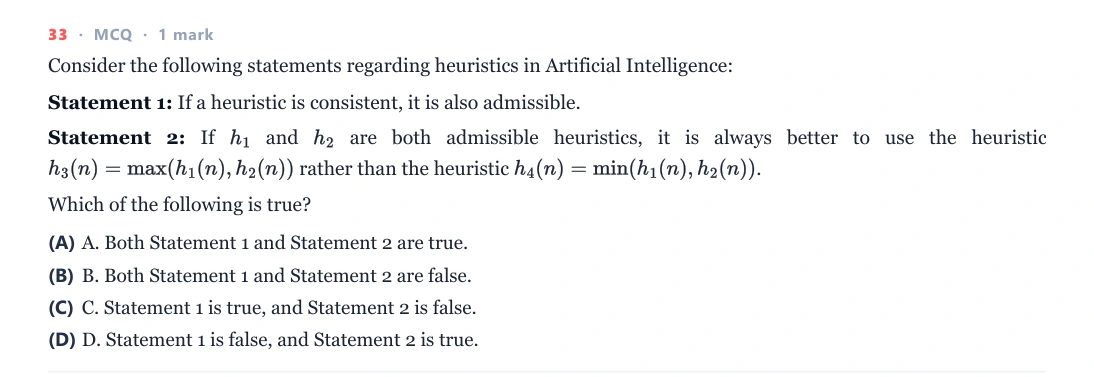 33 · MCQ · 1 mark
Consider the following statements regarding heuristics in Artificial Intelligence:
Statement 1: If a heuristic is consistent, it is also admissible.
Statement 2: If h₁ and h₂ are both admissible heuristics, it is always better to use the heuristic
h₃(n) = max(h₁(n), h₂(n)) rather than the heuristic h₄(n) = min(h₁(n), h₂(n)).
Which of the following is true?
(A) A. Both Statement 1 and Statement 2 are true.
(B) B. Both Statement 1 and Statement 2 are false.
(C) C. Statement 1 is true, and Statement 2 is false.
(D) D. Statement 1 is false, and Statement 2 is true.